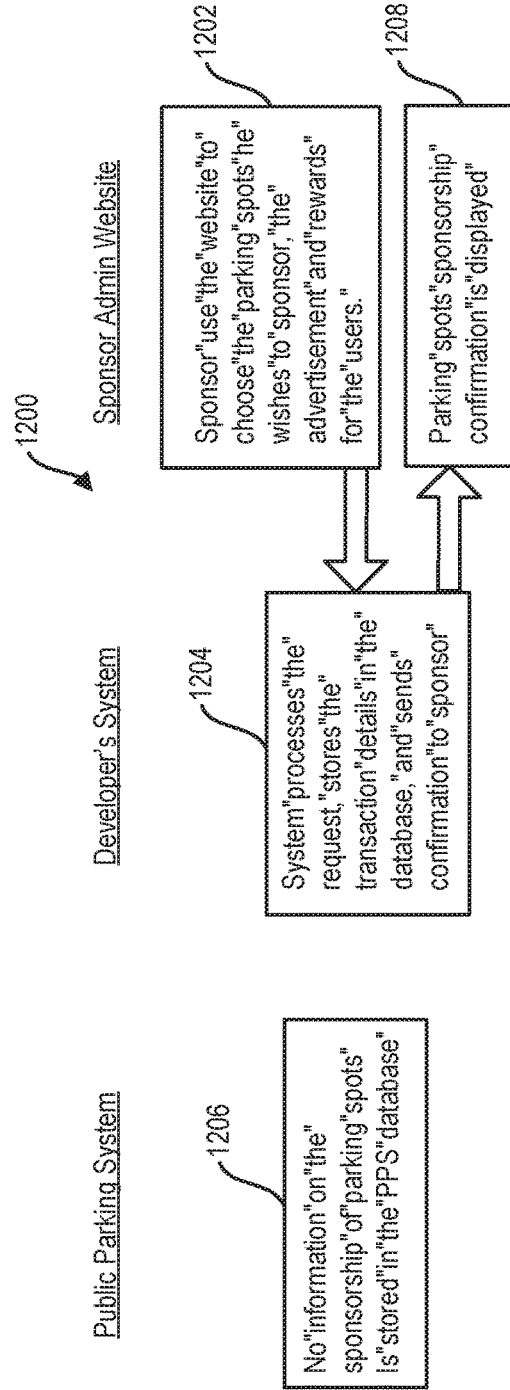 1200
Public Parking System
Developer's System
Sponsor Admin Website
1206
No"information"on"the"
sponsorship"of"parking"spots"
is"stored"in"the"PPS"database"
1204
System"processes"the"
request,"stores"the"
transaction"details"in"the"
database,"and"sends"
confirmation"to"sponsor"
1202
Sponsor"use"the"website"to"
choose"the"parking"spots"he"
wishes"to"sponsor,"the"
advertisement"and"rewards"
for"the"users."
1208
Parking"spots"sponsorship"
confirmation"is"displayed"